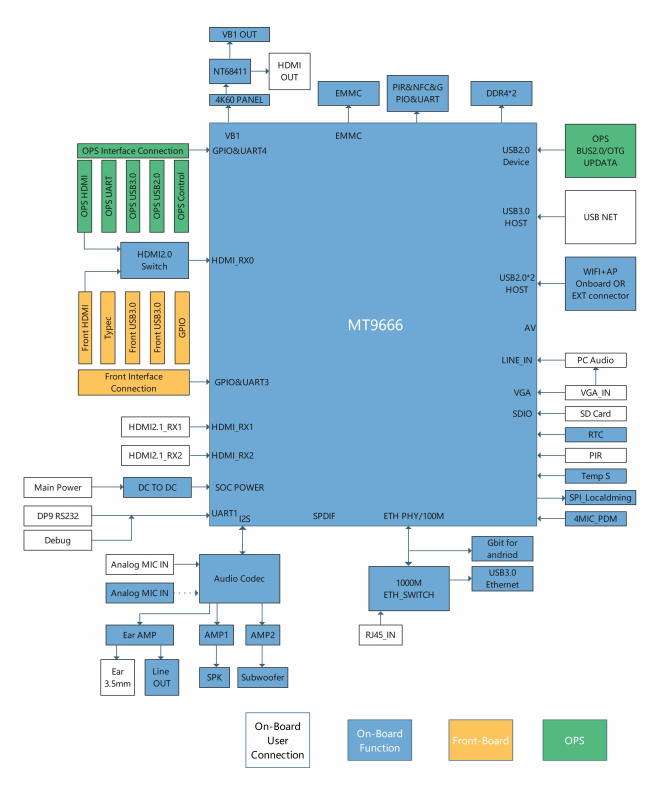 VB1 OUT
NT68411
HDMI
OUT
4K60 PANEL
EMMC
PIR&NFC&G
PIO&UART
DDR4*2
VB1
EMMC
OPS Interface Connection
GPIO&UART4
USB2.0
Device
OPS
BUS2.0/OTG
UPDATA
OPS HDMI
OPS UART
OPS USB3.0
OPS USB2.0
OPS Control
USB3.0
HOST
USB NET
HDMI2.0
Switch
HDMI_RX0
USB2.0*2
HOST
WIFI+AP
Onboard OR
EXT connector
Front HDMI
Typec
Front USB3.0
Front USB3.0
GPIO
MT9666
AV
LINE_IN
PC Audio
Front Interface
Connection
GPIO&UART3
VGA
VGA_IN
SDIO
SD Card
HDMI2.1_RX1
HDMI_RX1
RTC
HDMI2.1_RX2
HDMI_RX2
PIR
Temp S
Main Power
DC TO DC
SOC POWER
SPI_Localdming
DP9 RS232
UART1
I2S
SPDIF
ETH PHY/100M
4MIC_PDM
Debug
Gbit for
andriod
Analog MIC IN
Audio Codec
1000M
ETH_SWITCH
USB3.0
Ethernet
Analog MIC IN
Ear AMP
AMP1
AMP2
RJ45_IN
Ear
3.5mm
Line
OUT
SPK
Subwoofer
On-Board
User
Connection
On-Board
Function
Front-Board
OPS